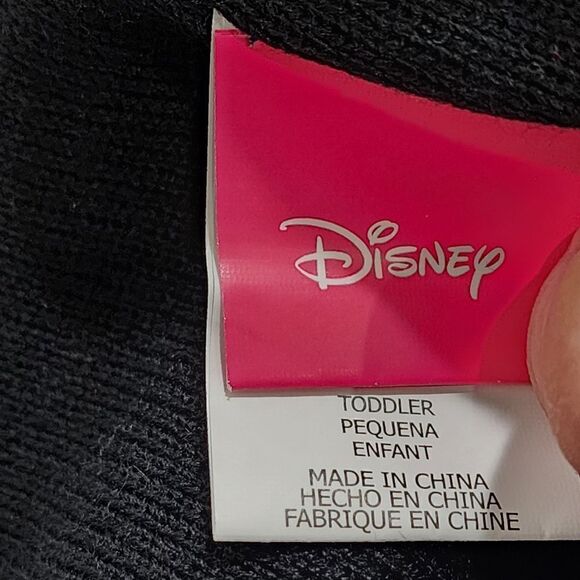 Disney
TODDLER
PEQUENA
ENFANT
MADE IN CHINA
HECHO EN CHINA
FABRIQUE EN CHINE